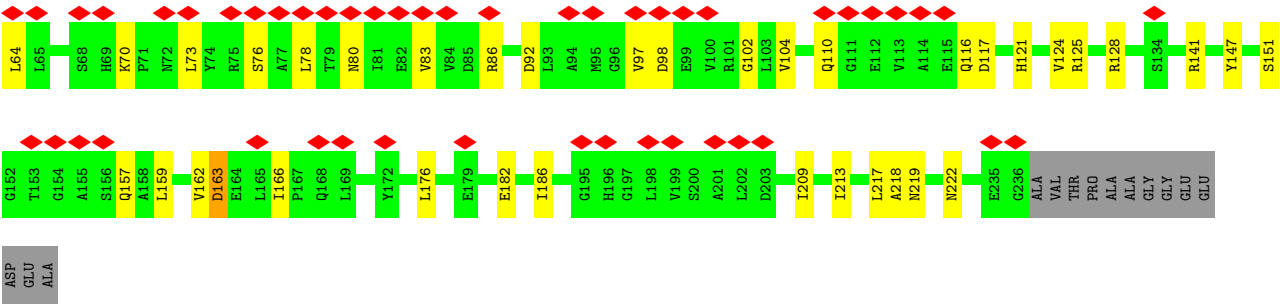 L64 L65 S68 H69 K70 P71 N72 L73 Y74 R75 S76 A77 L78 T79 N80 I81 E82 V83 V84 D85 R86 D92 L93 A94 M95 G96 V97 D98 E99 V100 R101 G102 L103 V104 Q110 G111 E112 V113 A114 E115 Q116 D117 H121 V124 R125 R128 S134 R141 Y147 S151
G152 T153 G154 A155 S156 Q157 A158 L159 V162 D163 E164 L165 I166 P167 Q168 L169 Y172 L176 E179 E182 I186 G195 H196 G197 L198 V199 S200 A201 L202 D203 I209 I213 L217 A218 N219 N222 E235 G236 ALA VAL THR PRO ALA ALA GLY GLY GLU GLU
ASP GLU ALA